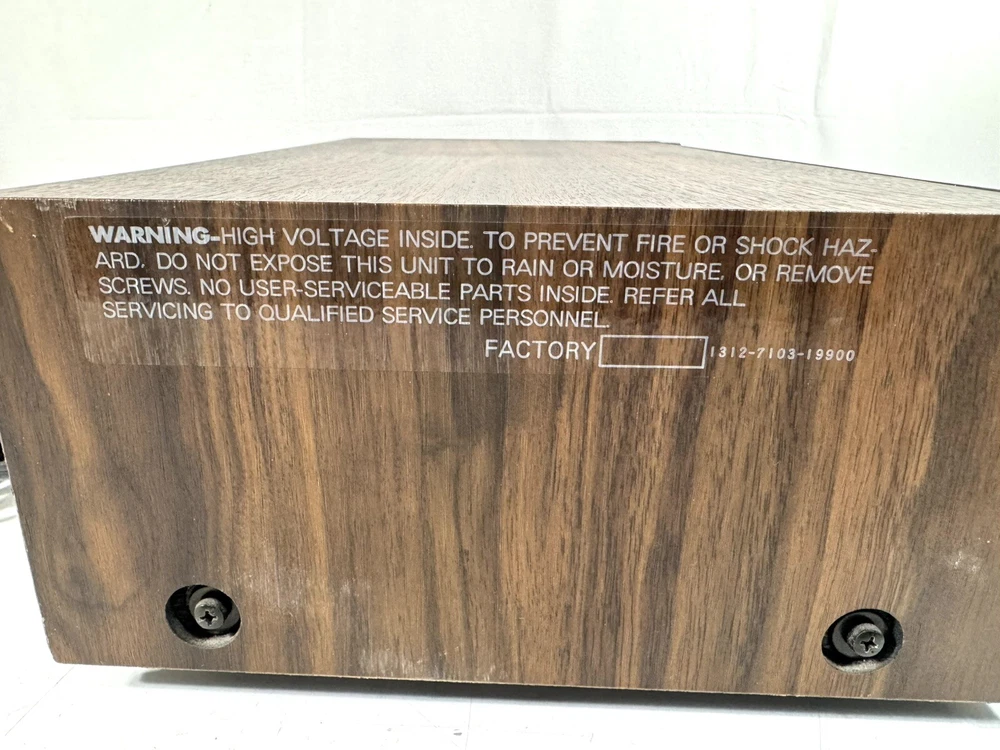 WARNING-HIGH VOLTAGE INSIDE. TO PREVENT FIRE OR SHOCK HAZ-
ARD, DO NOT EXPOSE THIS UNIT TO RAIN OR MOISTURE, OR REMOVE
SCREWS. NO USER-SERVICEABLE PARTS INSIDE. REFER ALL
SERVICING TO QUALIFIED SERVICE PERSONNEL.
FACTORY 1312-7103-19900